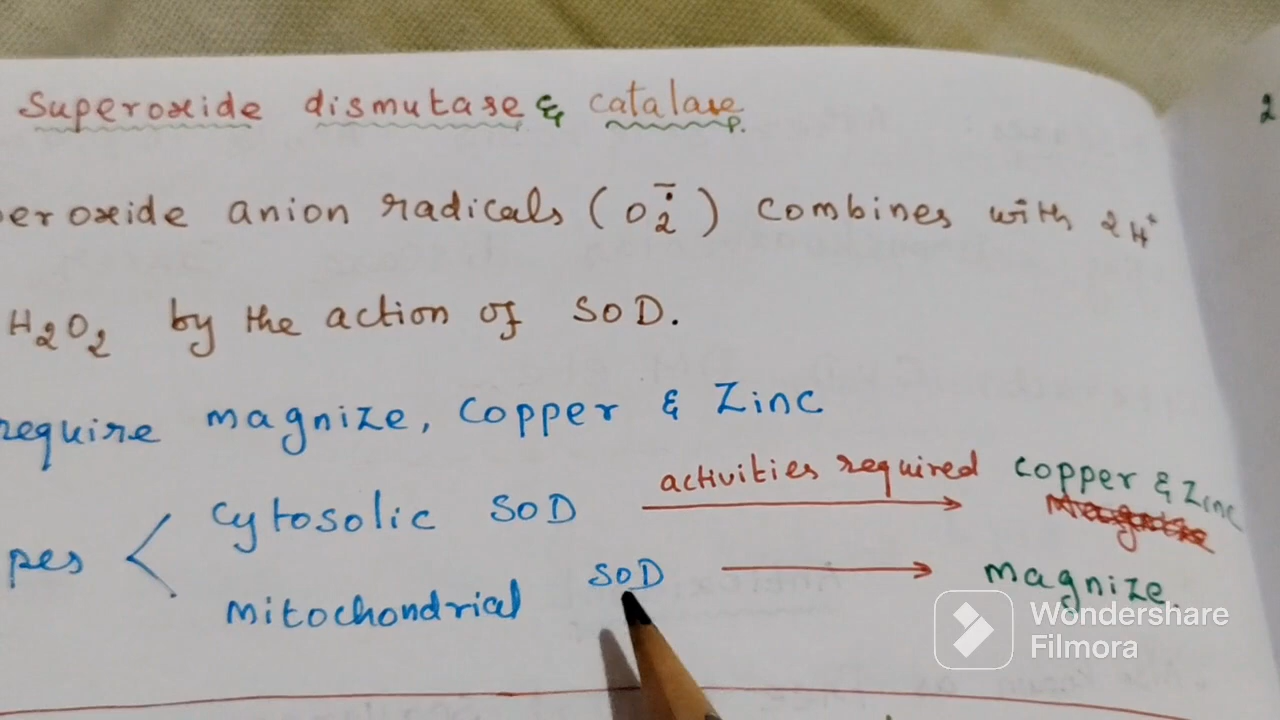 Superoxide dismutase & catalase
P.
2
eroxide anion radicals (O2•̄) combines with 2H+
H2O2 by the action of SOD.
require magnize, copper & Zinc
activities required copper & Zinc
cytosolic SOD
pes
Mitochondrial SOD magnize.
Wondershare
Filmora